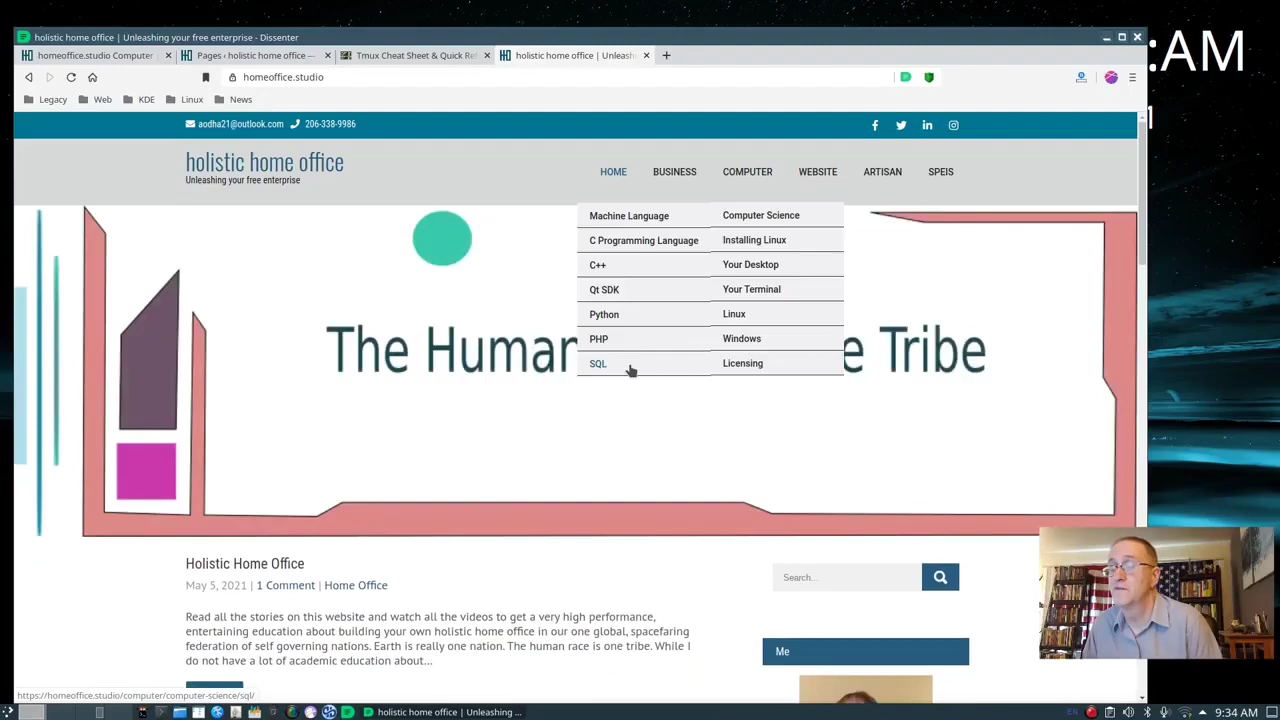 holistic home office | Unleashing your free enterprise - Dissenter
:AM
homeoffice.studio Computer
Pages ‹ holistic home office —
Tmux Cheat Sheet & Quick Ref
holistic home office | Unleash
homeoffice.studio
Legacy
Web
KDE
Linux
News
aodha21@outlook.com
206-338-9986
holistic home office
Unleashing your free enterprise
HOME
BUSINESS
COMPUTER
WEBSITE
ARTISAN
SPEIS
Machine Language
C Programming Language
C++
Qt SDK
Python
PHP
SQL
Computer Science
Installing Linux
Your Desktop
Your Terminal
Linux
Windows
Licensing
The Human
e Tribe
Holistic Home Office
May 5, 2021 | 1 Comment | Home Office
Read all the stories on this website and watch all the videos to get a very high performance,
entertaining education about building your own holistic home office in our one global, spacefaring
federation of self governing nations. Earth is really one nation. The human race is one tribe. While I
do not have a lot of academic education about...
Search...
Me
https://homeoffice.studio/computer/computer-science/sql/
holistic home office | Unleashing ...
EN
9:34 AM